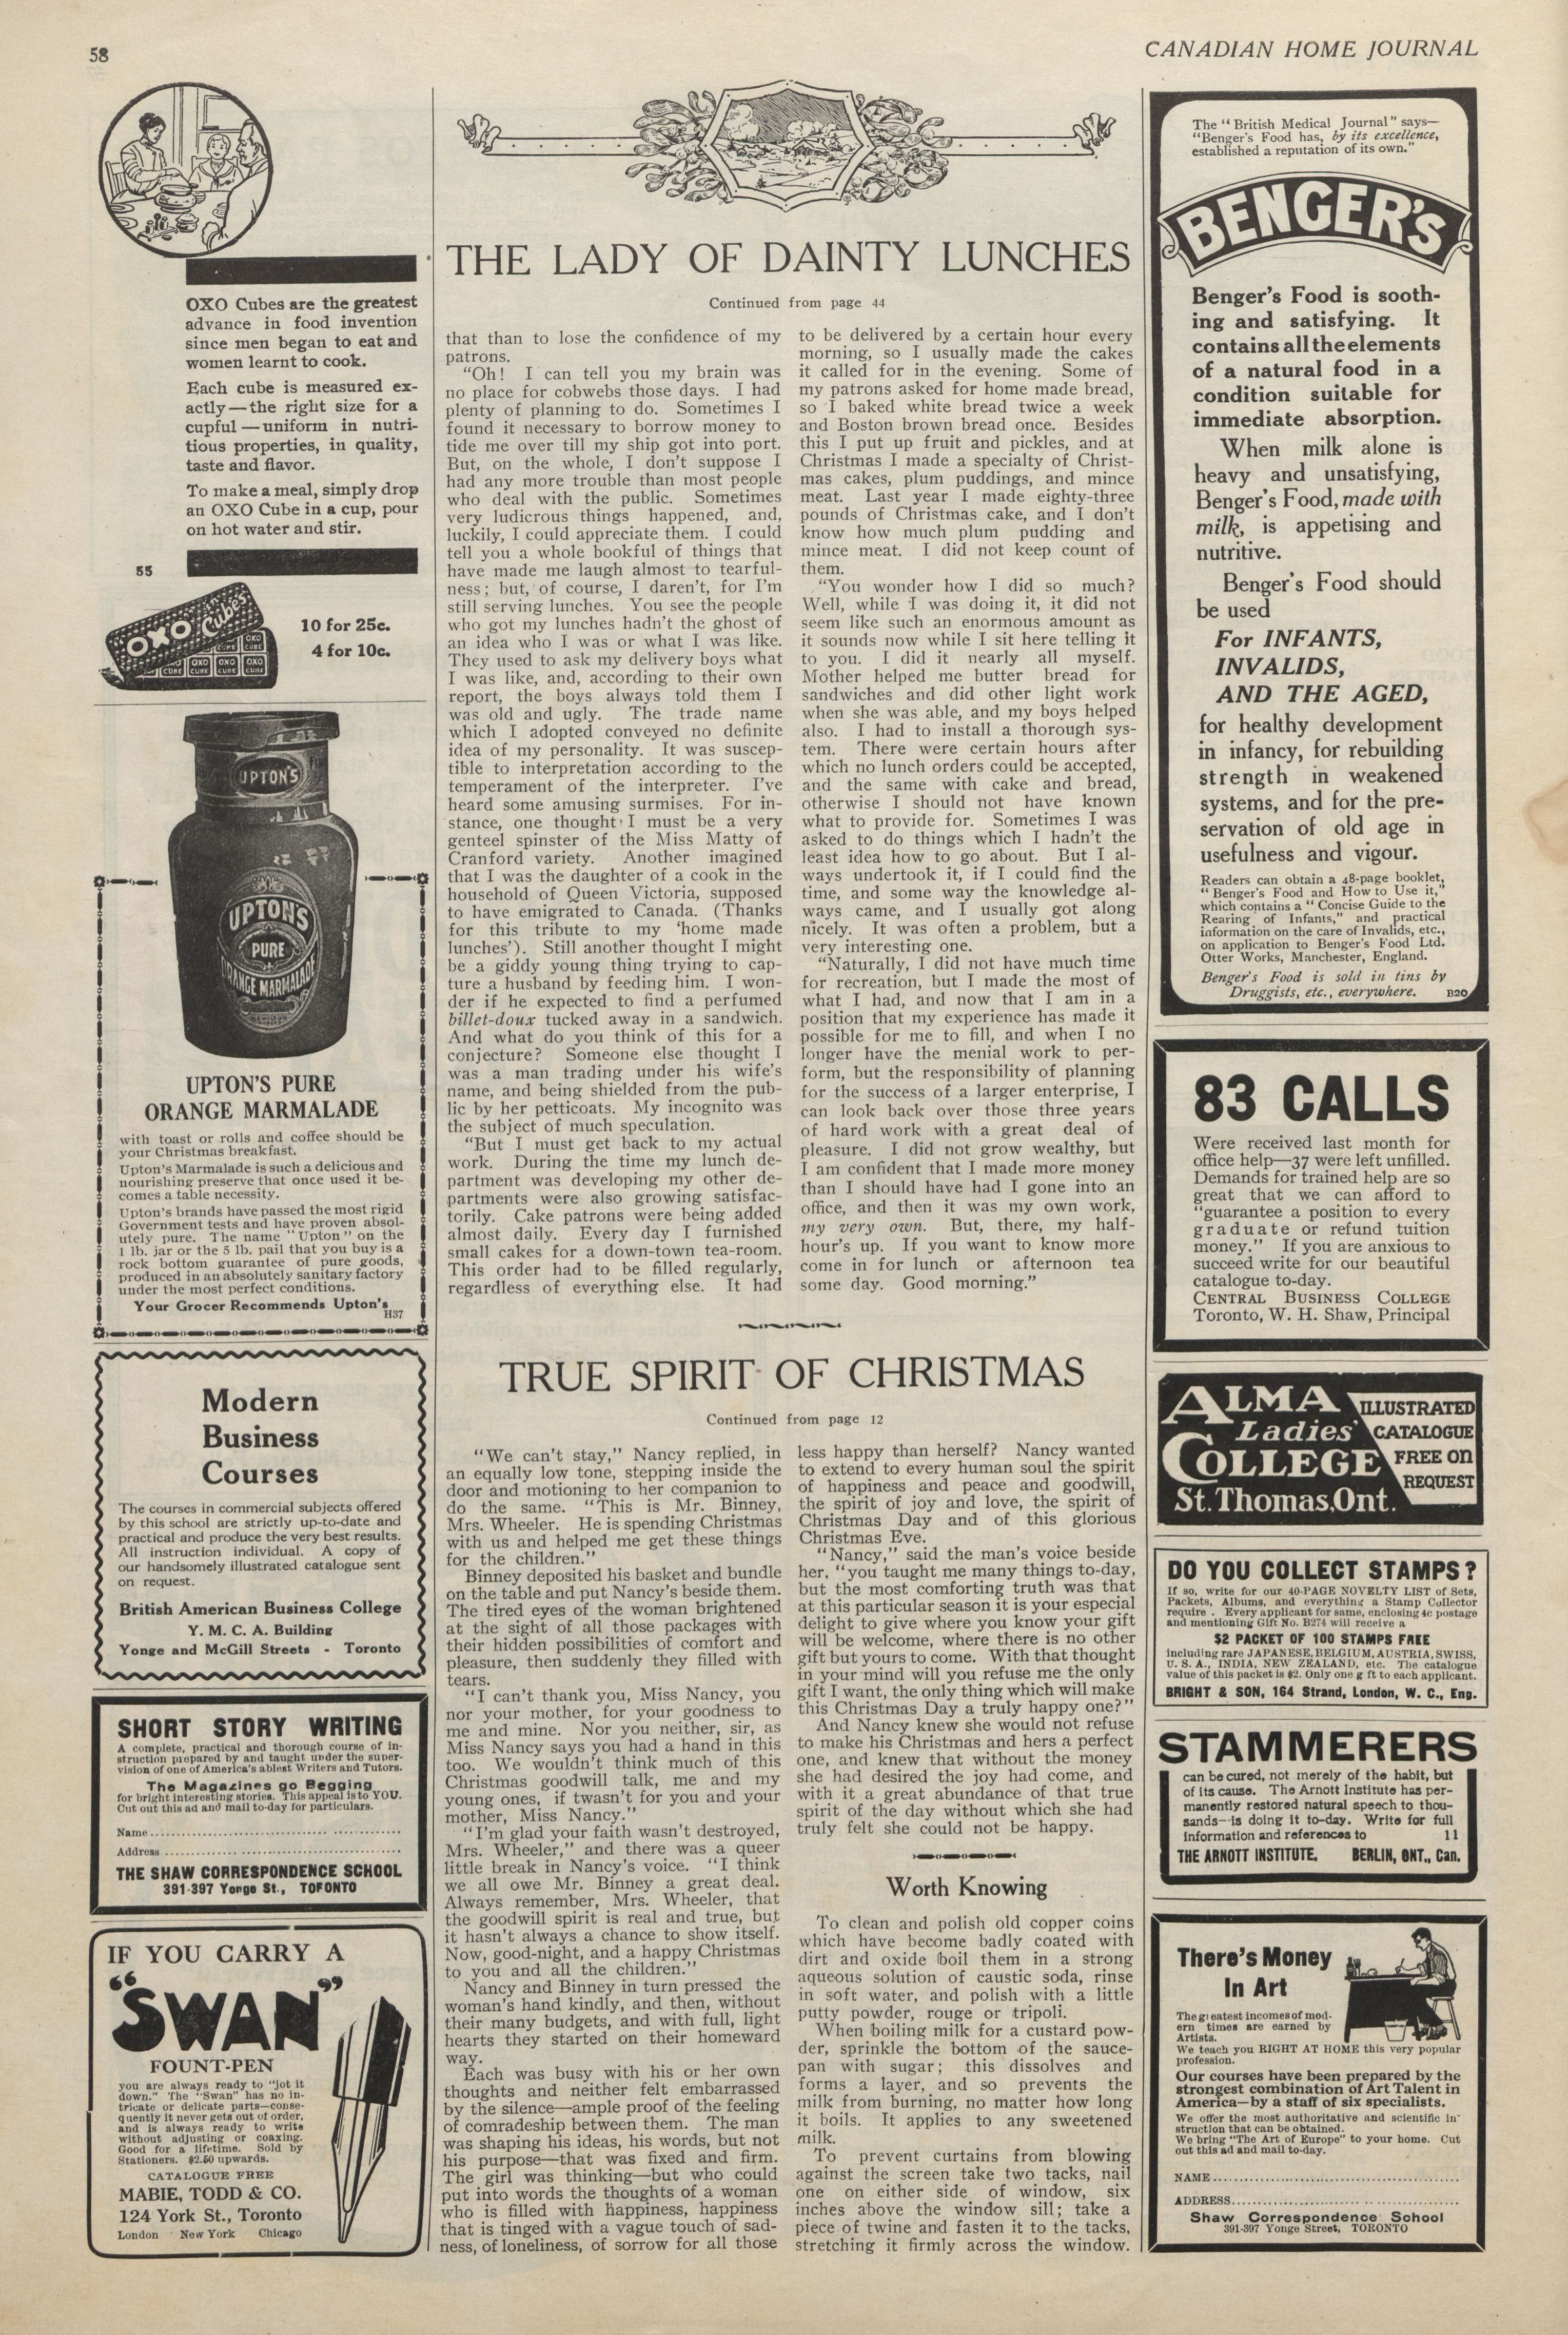 58
CANADIAN HOME JOURNAL
OXO Cubes are the greatest
advance in food invention
since men began to eat and
women learnt to cook.
Each cube is measured ex-
actly—the right size for a
cupful—uniform in nutri-
tious properties, in quality,
taste and flavor.
To make a meal, simply drop
an OXO Cube in a cup, pour
on hot water and stir.
55
OXO Cubes
10 for 25c.
4 for 10c.
UPTON'S
UPTON'S
PURE
ORANGE MARMALADE
UPTON'S PURE
ORANGE MARMALADE
with toast or rolls and coffee should be
your Christmas breakfast.
Upton's Marmalade is such a delicious and
nourishing preserve that once used it be-
comes a table necessity.
Upton's brands have passed the most rigid
Government tests and have proven absol-
utely pure. The name "Upton" on the
1 lb. jar or the 5 lb. pail that you buy is a
rock bottom guarantee of pure goods,
produced in an absolutely sanitary factory
under the most perfect conditions.
Your Grocer Recommends Upton's
H37
Modern
Business
Courses
The courses in commercial subjects offered
by this school are strictly up-to-date and
practical and produce the very best results.
All instruction individual. A copy of
our handsomely illustrated catalogue sent
on request.
British American Business College
Y. M. C. A. Building
Yonge and McGill Streets - Toronto
SHORT STORY WRITING
A complete, practical and thorough course of in-
struction prepared by and taught under the super-
vision of one of America's ablest Writers and Tutors.
The Magazines go Begging
for bright interesting stories. This appeal is to YOU.
Cut out this ad and mail to-day for particulars.
Name
Address
THE SHAW CORRESPONDENCE SCHOOL
391-397 Yonge St., TORONTO
IF YOU CARRY A
"SWAN"
FOUNT-PEN
you are always ready to "jot it
down." The "Swan" has no in-
tricate or delicate parts—conse-
quently it never gets out of order,
and is always ready to write
without adjusting or coaxing.
Good for a lifetime. Sold by
Stationers. $2.50 upwards.
CATALOGUE FREE
MABIE, TODD & CO.
124 York St., Toronto
London New York Chicago
THE LADY OF DAINTY LUNCHES
Continued from page 44
that than to lose the confidence of my
patrons.
"Oh! I can tell you my brain was
no place for cobwebs those days. I had
plenty of planning to do. Sometimes I
found it necessary to borrow money to
tide me over till my ship got into port.
But, on the whole, I don't suppose I
had any more trouble than most people
who deal with the public. Sometimes
very ludicrous things happened, and,
luckily, I could appreciate them. I could
tell you a whole bookful of things that
have made me laugh almost to tearful-
ness; but, of course, I daren't, for I'm
still serving lunches. You see the people
who got my lunches hadn't the ghost of
an idea who I was or what I was like.
They used to ask my delivery boys what
I was like, and, according to their own
report, the boys always told them I
was old and ugly. The trade name
which I adopted conveyed no definite
idea of my personality. It was suscep-
tible to interpretation according to the
temperament of the interpreter. I've
heard some amusing surmises. For in-
stance, one thought I must be a very
genteel spinster of the Miss Matty of
Cranford variety. Another imagined
that I was the daughter of a cook in the
household of Queen Victoria, supposed
to have emigrated to Canada. (Thanks
for this tribute to my 'home made
lunches'). Still another thought I might
be a giddy young thing trying to cap-
ture a husband by feeding him. I won-
der if he expected to find a perfumed
billet-doux tucked away in a sandwich.
And what do you think of this for a
conjecture? Someone else thought I
was a man trading under his wife's
name, and being shielded from the pub-
lic by her petticoats. My incognito was
the subject of much speculation.
"But I must get back to my actual
work. During the time my lunch de-
partment was developing my other de-
partments were also growing satisfac-
torily. Cake patrons were being added
almost daily. Every day I furnished
small cakes for a down-town tea-room.
This order had to be filled regularly,
regardless of everything else. It had
to be delivered by a certain hour every
morning, so I usually made the cakes
it called for in the evening. Some of
my patrons asked for home made bread,
so I baked white bread twice a week
and Boston brown bread once. Besides
this I put up fruit and pickles, and at
Christmas I made a specialty of Christ-
mas cakes, plum puddings, and mince
meat. Last year I made eighty-three
pounds of Christmas cake, and I don't
know how much plum pudding and
mince meat. I did not keep count of
them.
"You wonder how I did so much?
Well, while I was doing it, it did not
seem like such an enormous amount as
it sounds now while I sit here telling it
to you. I did it nearly all myself.
Mother helped me butter bread for
sandwiches and did other light work
when she was able, and my boys helped
also. I had to install a thorough sys-
tem. There were certain hours after
which no lunch orders could be accepted,
and the same with cake and bread,
otherwise I should not have known
what to provide for. Sometimes I was
asked to do things which I hadn't the
least idea how to go about. But I al-
ways undertook it, if I could find the
time, and some way the knowledge al-
ways came, and I usually got along
nicely. It was often a problem, but a
very interesting one.
"Naturally, I did not have much time
for recreation, but I made the most of
what I had, and now that I am in a
position that my experience has made it
possible for me to fill, and when I no
longer have the menial work to per-
form, but the responsibility of planning
for the success of a larger enterprise, I
can look back over those three years
of hard work with a great deal of
pleasure. I did not grow wealthy, but
I am confident that I made more money
than I should have had I gone into an
office, and then it was my own work,
my very own. But, there, my half-
hour's up. If you want to know more
come in for lunch or afternoon tea
some day. Good morning."
TRUE SPIRIT OF CHRISTMAS
Continued from page 12
"We can't stay," Nancy replied, in
an equally low tone, stepping inside the
door and motioning to her companion to
do the same. "This is Mr. Binney,
Mrs. Wheeler. He is spending Christmas
with us and helped me get these things
for the children."
Binney deposited his basket and bundle
on the table and put Nancy's beside them.
The tired eyes of the woman brightened
at the sight of all those packages with
their hidden possibilities of comfort and
pleasure, then suddenly they filled with
tears.
"I can't thank you, Miss Nancy, you
nor your mother, for your goodness to
me and mine. Nor you neither, sir, as
Miss Nancy says you had a hand in this
too. We wouldn't think much of this
Christmas goodwill talk, me and my
young ones, if twasn't for you and your
mother, Miss Nancy."
"I'm glad your faith wasn't destroyed,
Mrs. Wheeler," and there was a queer
little break in Nancy's voice. "I think
we all owe Mr. Binney a great deal.
Always remember, Mrs. Wheeler, that
the goodwill spirit is real and true, but
it hasn't always a chance to show itself.
Now, good-night, and a happy Christmas
to you and all the children."
Nancy and Binney in turn pressed the
woman's hand kindly, and then, without
their many budgets, and with full, light
hearts they started on their homeward
way.
Each was busy with his or her own
thoughts and neither felt embarrassed
by the silence—ample proof of the feeling
of comradeship between them. The man
was shaping his ideas, his words, but not
his purpose—that was fixed and firm.
The girl was thinking—but who could
put into words the thoughts of a woman
who is filled with happiness, happiness
that is tinged with a vague touch of sad-
ness, of loneliness, of sorrow for all those
less happy than herself? Nancy wanted
to extend to every human soul the spirit
of happiness and peace and goodwill,
the spirit of joy and love, the spirit of
Christmas Day and of this glorious
Christmas Eve.
"Nancy," said the man's voice beside
her, "you taught me many things to-day,
but the most comforting truth was that
at this particular season it is your especial
delight to give where you know your gift
will be welcome, where there is no other
gift but yours to come. With that thought
in your mind will you refuse me the only
gift I want, the only thing which will make
this Christmas Day a truly happy one?"
And Nancy knew she would not refuse
to make his Christmas and hers a perfect
one, and knew that without the money
she had desired the joy had come, and
with it a great abundance of that true
spirit of the day without which she had
truly felt she could not be happy.
Worth Knowing
To clean and polish old copper coins
which have become badly coated with
dirt and oxide boil them in a strong
aqueous solution of caustic soda, rinse
in soft water, and polish with a little
putty powder, rouge or tripoli.
When boiling milk for a custard pow-
der, sprinkle the bottom of the sauce-
pan with sugar; this dissolves and
forms a layer, and so prevents the
milk from burning, no matter how long
it boils. It applies to any sweetened
milk.
To prevent curtains from blowing
against the screen take two tacks, nail
one on either side of window, six
inches above the window sill; take a
piece of twine and fasten it to the tacks,
stretching it firmly across the window.
The "British Medical Journal" says—
"Benger's Food has, by its excellence,
established a reputation of its own."
BENGER'S
Benger's Food is sooth-
ing and satisfying. It
contains all the elements
of a natural food in a
condition suitable for
immediate absorption.
When milk alone is
heavy and unsatisfying,
Benger's Food, made with
milk, is appetising and
nutritive.
Benger's Food should
be used
For INFANTS,
INVALIDS,
AND THE AGED,
for healthy development
in infancy, for rebuilding
strength in weakened
systems, and for the pre-
servation of old age in
usefulness and vigour.
Readers can obtain a 48-page booklet,
"Benger's Food and How to Use it,"
which contains a "Concise Guide to the
Rearing of Infants," and practical
information on the care of Invalids, etc.,
on application to Benger's Food Ltd.
Otter Works, Manchester, England.
Benger's Food is sold in tins by
Druggists, etc., everywhere. B20
83 CALLS
Were received last month for
office help—37 were left unfilled.
Demands for trained help are so
great that we can afford to
"guarantee a position to every
graduate or refund tuition
money." If you are anxious to
succeed write for our beautiful
catalogue to-day.
CENTRAL BUSINESS COLLEGE
Toronto, W. H. Shaw, Principal
ALMA
Ladies'
COLLEGE
St. Thomas, Ont.
ILLUSTRATED
CATALOGUE
FREE ON
REQUEST
DO YOU COLLECT STAMPS?
If so, write for our 40-PAGE NOVELTY LIST of Sets,
Packets, Albums, and everything a Stamp Collector
require. Every applicant for same, enclosing 4c postage
and mentioning Gift No. B274 will receive a
$2 PACKET OF 100 STAMPS FREE
including rare JAPANESE, BELGIUM, AUSTRIA, SWISS,
U. S. A., INDIA, NEW ZEALAND, etc. The catalogue
value of this packet is $2. Only one g ft to each applicant.
BRIGHT & SON, 164 Strand, London, W. C., Eng.
STAMMERERS
can be cured, not merely of the habit, but
of its cause. The Arnott Institute has per-
manently restored natural speech to thou-
sands—is doing it to-day. Write for full
information and references to 11
THE ARNOTT INSTITUTE, BERLIN, ONT., Can.
There's Money
In Art
The greatest incomes of mod-
ern times are earned by
Artists.
We teach you RIGHT AT HOME this very popular
profession.
Our courses have been prepared by the
strongest combination of Art Talent in
America—by a staff of six specialists.
We offer the most authoritative and scientific in-
struction that can be obtained.
We bring "The Art of Europe" to your home. Cut
out this ad and mail to-day.
NAME
ADDRESS
Shaw Correspondence School
391-397 Yonge Street, TORONTO